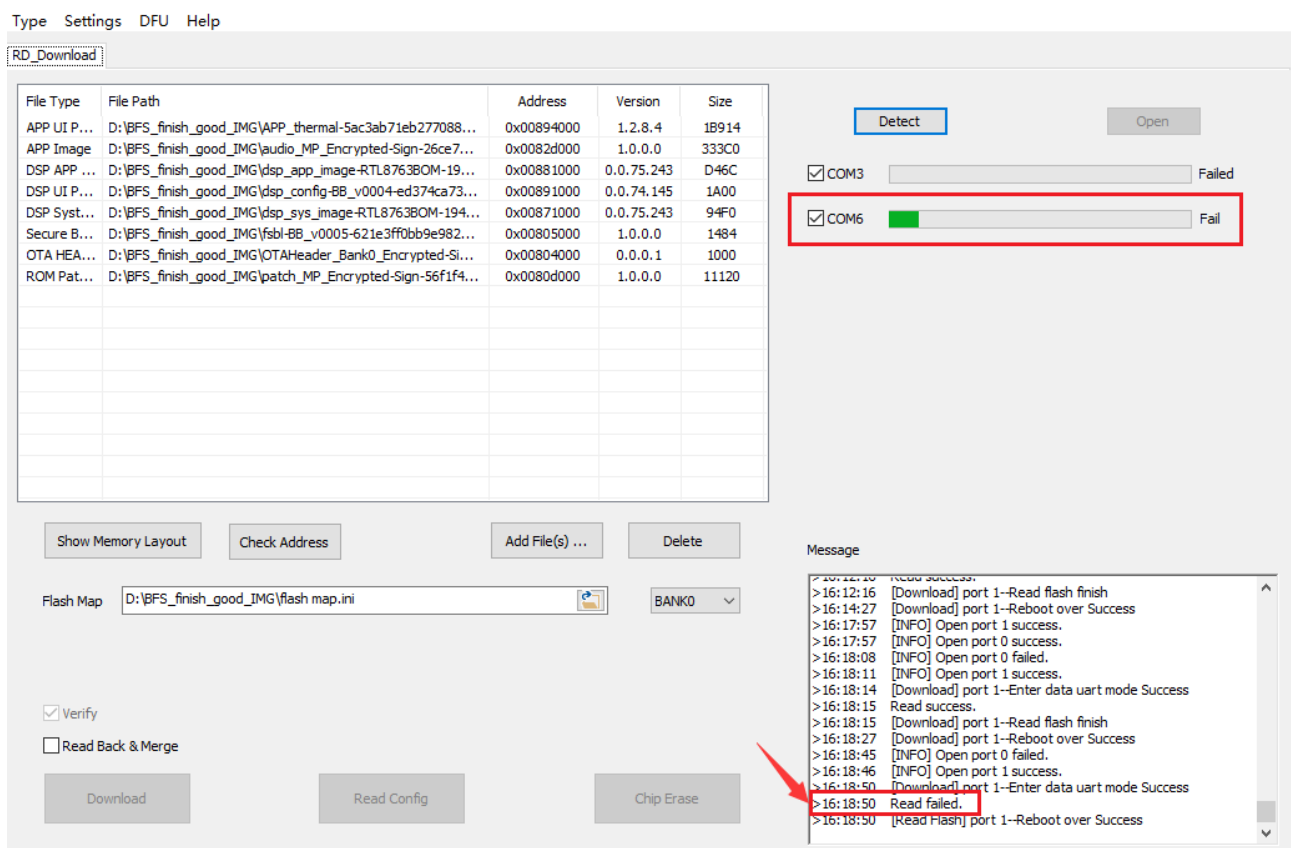 Type Settings DFU Help
RD_Download
File Type File Path Address Version Size
APP UI P... D:\BFS_finish_good_IMG\APP_thermal-5ac3ab71eb277088... 0x00894000 1.2.8.4 1B914
APP Image D:\BFS_finish_good_IMG\audio_MP_Encrypted-Sign-26ce7... 0x0082d000 1.0.0.0 333C0
DSP APP ... D:\BFS_finish_good_IMG\dsp_app_image-RTL8763BOM-19... 0x00881000 0.0.75.243 D46C
DSP UI P... D:\BFS_finish_good_IMG\dsp_config-BB_v0004-ed374ca73... 0x00891000 0.0.74.145 1A00
DSP Syst... D:\BFS_finish_good_IMG\dsp_sys_image-RTL8763BOM-194... 0x00871000 0.0.75.243 94F0
Secure B... D:\BFS_finish_good_IMG\fsbl-BB_v0005-621e3ff0bb9e982... 0x00805000 1.0.0.0 1484
OTA HEA... D:\BFS_finish_good_IMG\OTAHeader_Bank0_Encrypted-Si... 0x00804000 0.0.0.1 1000
ROM Pat... D:\BFS_finish_good_IMG\patch_MP_Encrypted-Sign-56f1f4... 0x0080d000 1.0.0.0 11120
Detect Open
COM3 Failed
COM6 Fail
Show Memory Layout Check Address Add File(s) ... Delete
Flash Map D:\BFS_finish_good_IMG\flash map.ini BANK0
Verify
Read Back & Merge
Download Read Config Chip Erase
Message
>16:12:16 Read success.
>16:12:16 [Download] port 1--Read flash finish
>16:14:27 [Download] port 1--Reboot over Success
>16:17:57 [INFO] Open port 1 success.
>16:17:57 [INFO] Open port 0 success.
>16:18:08 [INFO] Open port 0 failed.
>16:18:11 [INFO] Open port 1 success.
>16:18:14 [Download] port 1--Enter data uart mode Success
>16:18:15 Read success.
>16:18:15 [Download] port 1--Read flash finish
>16:18:27 [Download] port 1--Reboot over Success
>16:18:45 [INFO] Open port 0 failed.
>16:18:46 [INFO] Open port 1 success.
>16:18:50 [Download] port 1--Enter data uart mode Success
>16:18:50 Read failed.
>16:18:50 [Read Flash] port 1--Reboot over Success